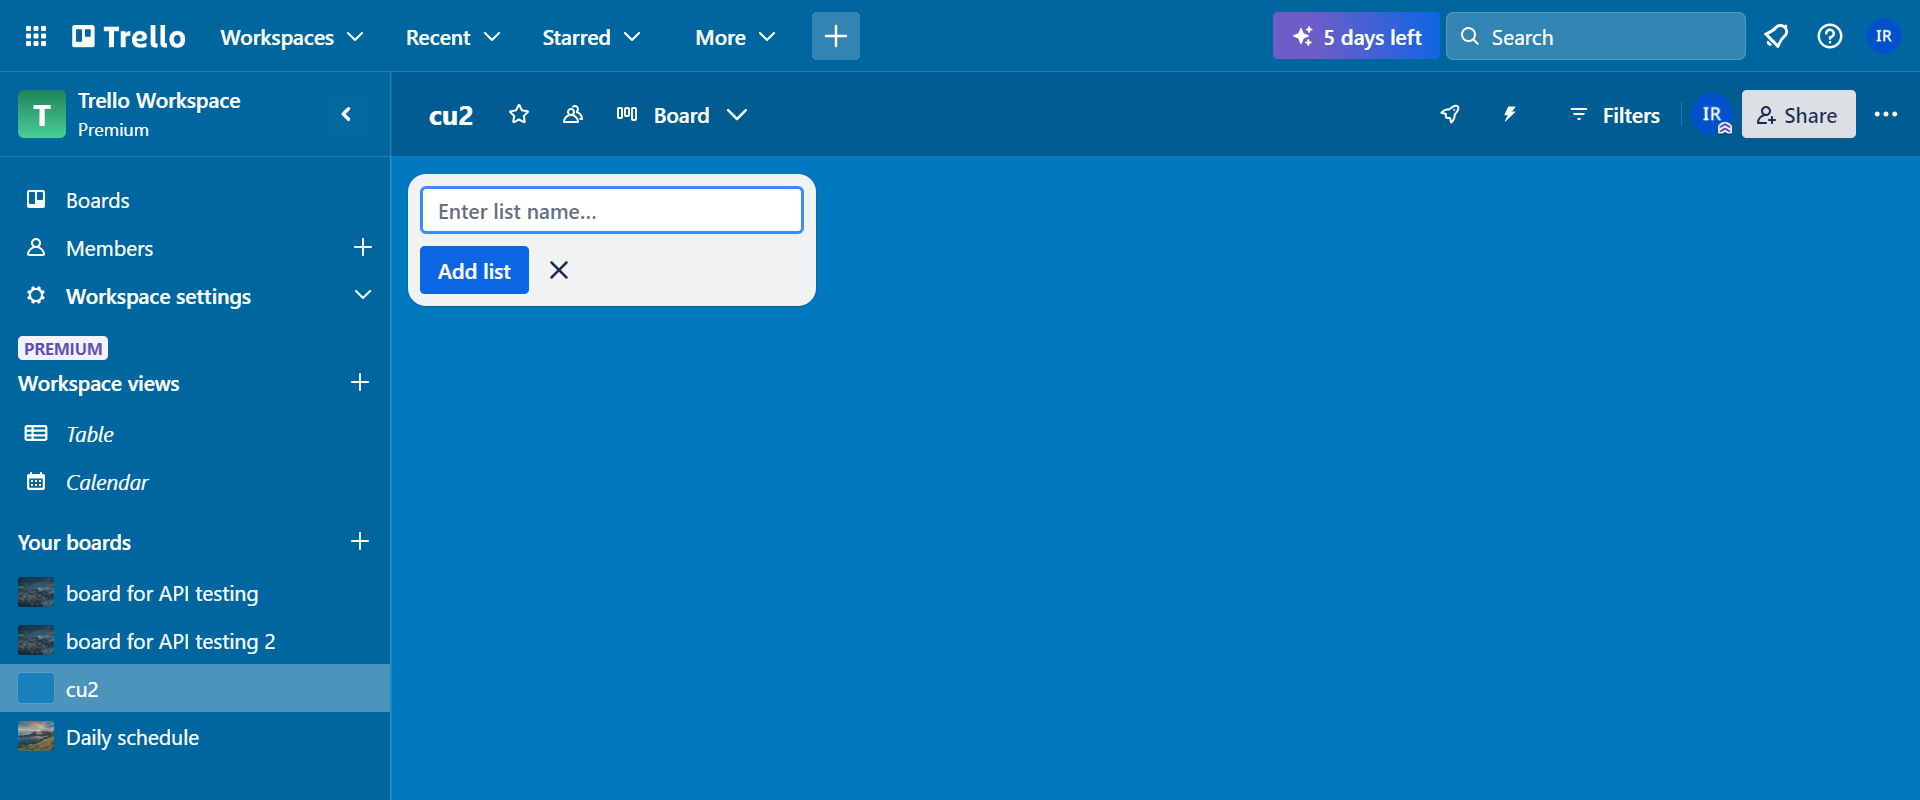 Trello
Workspaces
Recent
Starred
More
5 days left
Search
IR
T
Trello Workspace
Premium
cu2
Board
Filters
IR
Share
Boards
Members
Workspace settings
PREMIUM
Workspace views
Table
Calendar
Your boards
board for API testing
board for API testing 2
cu2
Daily schedule
Enter list name…
Add list